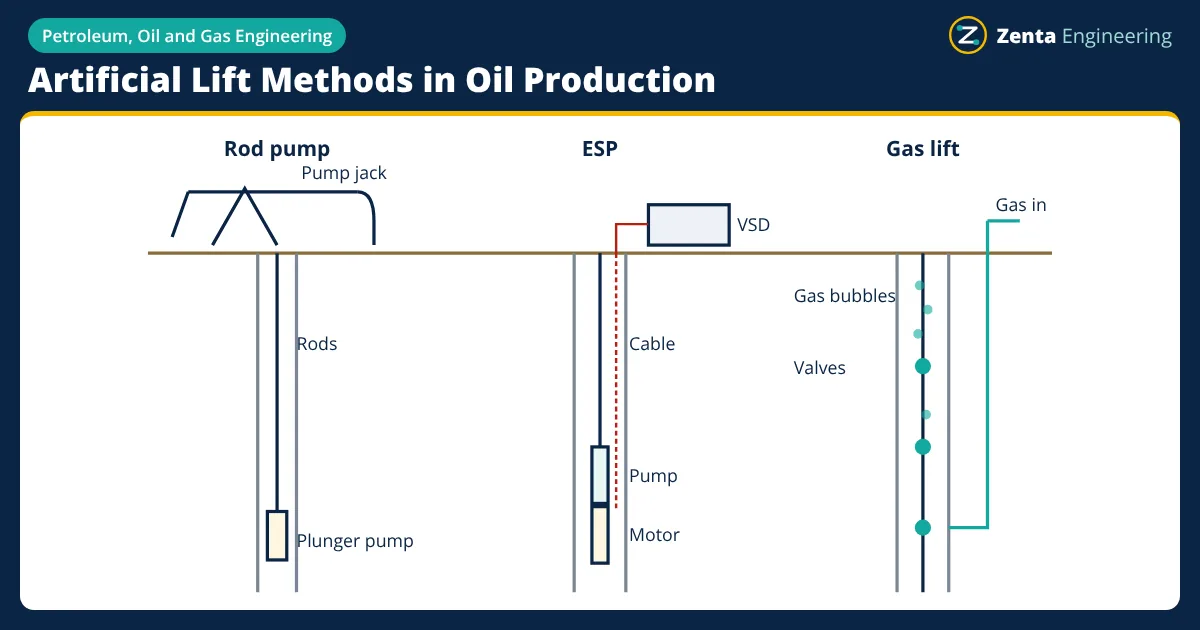 Petroleum, Oil and Gas Engineering
Zenta Engineering
Artificial Lift Methods in Oil Production
Rod pump
ESP
Gas lift
Pump jack
Gas in
VSD
Gas bubbles
Rods
Cable
Valves
Pump
Plunger pump
Motor